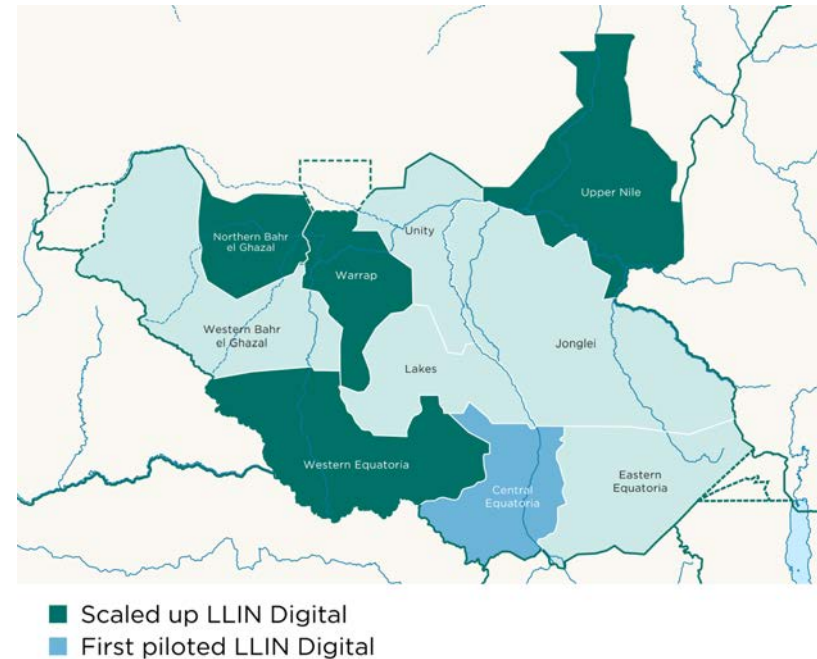 Upper Nile
Northern Bahr
el Ghazal
Unity
Warrap
Western Bahr
el Ghazal
Jonglei
Lakes
Western Equatoria
Eastern
Equatoria
Central
Equatoria
Scaled up LLIN Digital
First piloted LLIN Digital